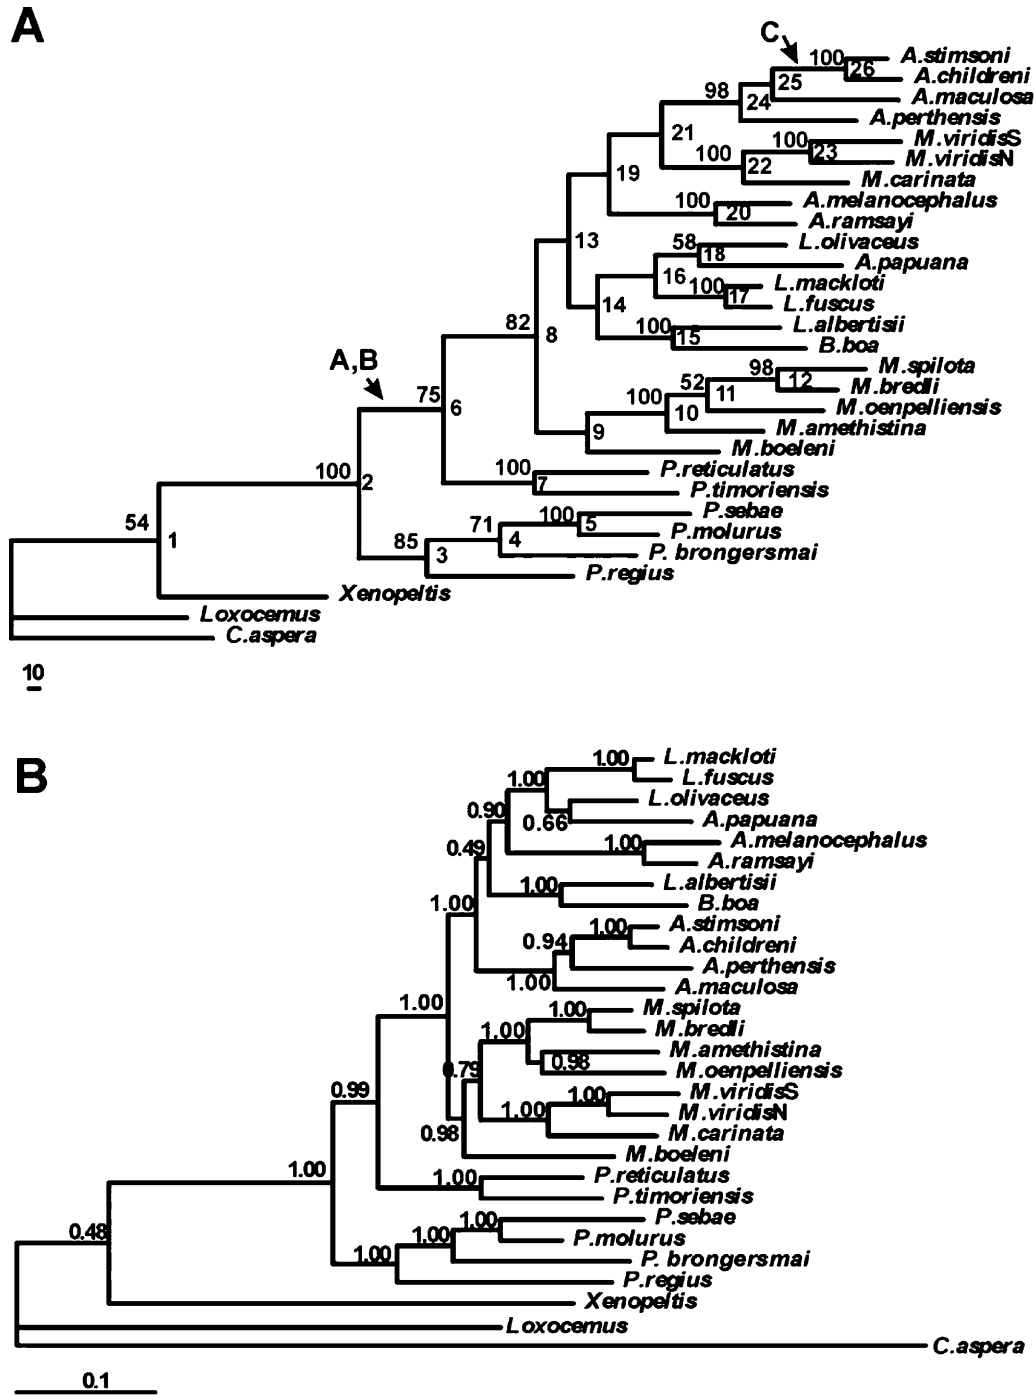 A
C
100
A.stimsoni
26
A.childreni
25
98
A.maculosa
24
A.perthensis
21
100
M.viridisS
23
M.viridisN
100
22
M.carinata
19
100
A.melanocephalus
20
A.ramsayi
13
58
L.olivaceus
18
A.papuana
16
100
L.mackloti
17
L.fuscus
14
100
L.albertisii
15
B.boa
82
8
A,B
98
M.spilota
12
M.bredli
52
11
M.oenpelliensis
100
10
M.amethistina
9
M.boeleni
75
6
100
P.reticulatus
7
P.timoriensis
100
2
100
P.sebae
5
P.molurus
71
4
P. brongersmai
85
3
P.regius
54
1
Xenopeltis
Loxocemus
C.aspera
10
B
1.00
L.mackloti
L.fuscus
1.00
L.olivaceus
0.66
A.papuana
0.90
1.00
A.melanocephalus
A.ramsayi
0.49
1.00
L.albertisii
B.boa
1.00
1.00
A.stimsoni
A.childreni
0.94
A.perthensis
1.00
A.maculosa
1.00
1.00
M.spilota
M.bredli
1.00
M.amethistina
0.98
M.oenpelliensis
0.79
1.00
M.viridisS
M.viridisN
1.00
M.carinata
0.98
M.boeleni
0.99
1.00
P.reticulatus
P.timoriensis
1.00
1.00
P.sebae
P.molurus
1.00
P. brongersmai
1.00
P.regius
0.48
Xenopeltis
Loxocemus
C.aspera
0.1